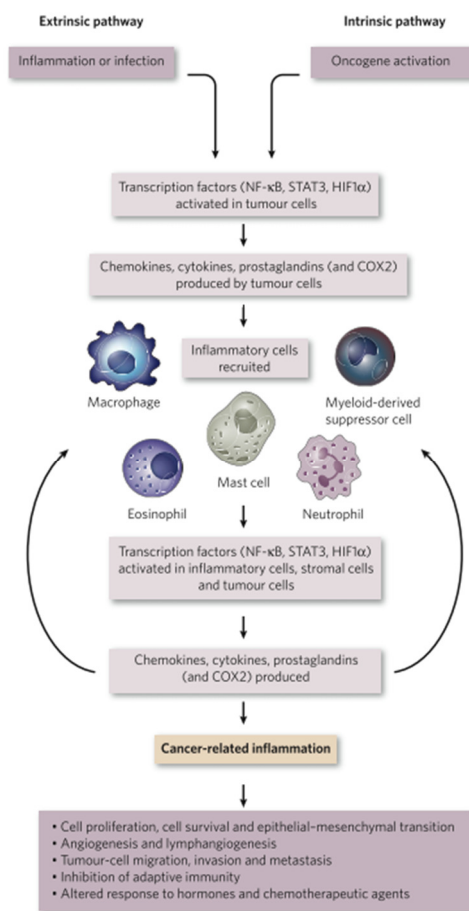 Extrinsic pathway
Intrinsic pathway
Inflammation or infection
Oncogene activation
Transcription factors (NF-κB, STAT3, HIF1α)
activated in tumour cells
Chemokines, cytokines, prostaglandins (and COX2)
produced by tumour cells
Inflammatory cells
recruited
Macrophage
Myeloid-derived
suppressor cell
Mast cell
Eosinophil
Neutrophil
Transcription factors (NF-κB, STAT3, HIF1α)
activated in inflammatory cells, stromal cells
and tumour cells
Chemokines, cytokines, prostaglandins
(and COX2) produced
Cancer-related inflammation
• Cell proliferation, cell survival and epithelial–mesenchymal transition
• Angiogenesis and lymphangiogenesis
• Tumour-cell migration, invasion and metastasis
• Inhibition of adaptive immunity
• Altered response to hormones and chemotherapeutic agents